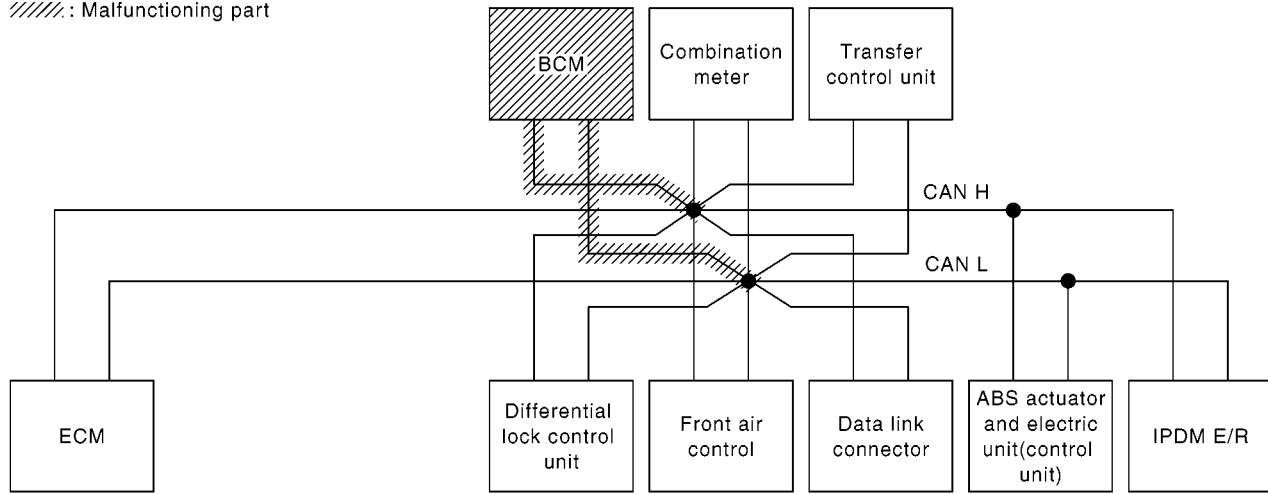 : Malfunctioning part
BCM
Combination
meter
Transfer
control unit
CAN H
CAN L
ECM
Differential
lock control
unit
Front air
control
Data link
connector
ABS actuator
and electric
unit(control
unit)
IPDM E/R